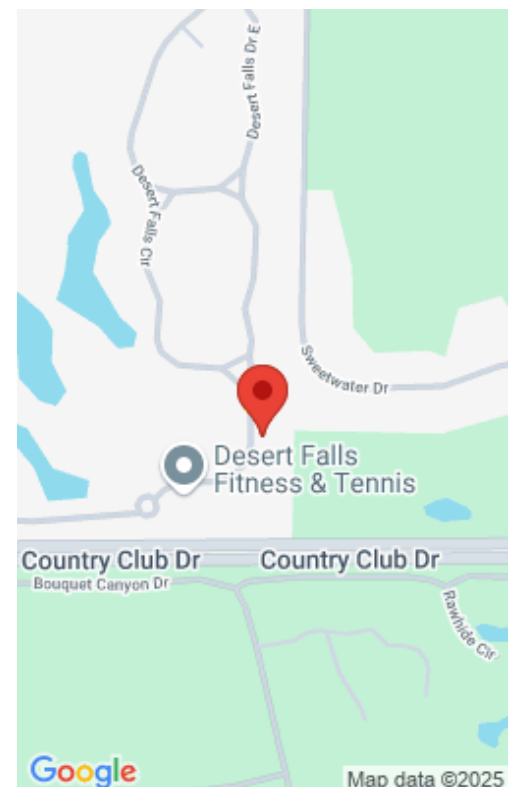 Desert Falls Dr E
Desert Falls Cir
Sweetwater Dr
Desert Falls
Fitness & Tennis
Country Club Dr
Country Club Dr
Bouquet Canyon Dr
Rawhide Cir
Google
Map data ©2025